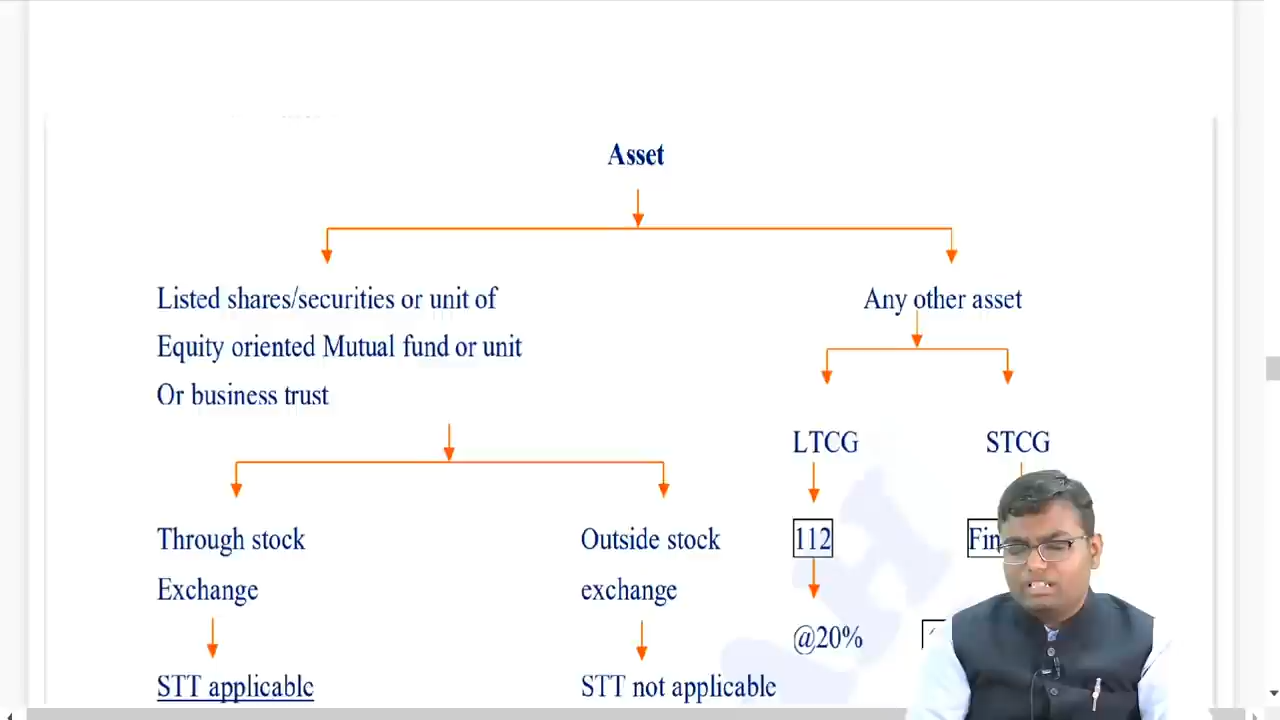 Asset
Listed shares/securities or unit of
Equity oriented Mutual fund or unit
Or business trust
Any other asset
LTCG
STCG
Through stock
Exchange
Outside stock
exchange
112
@20%
STT applicable
STT not applicable